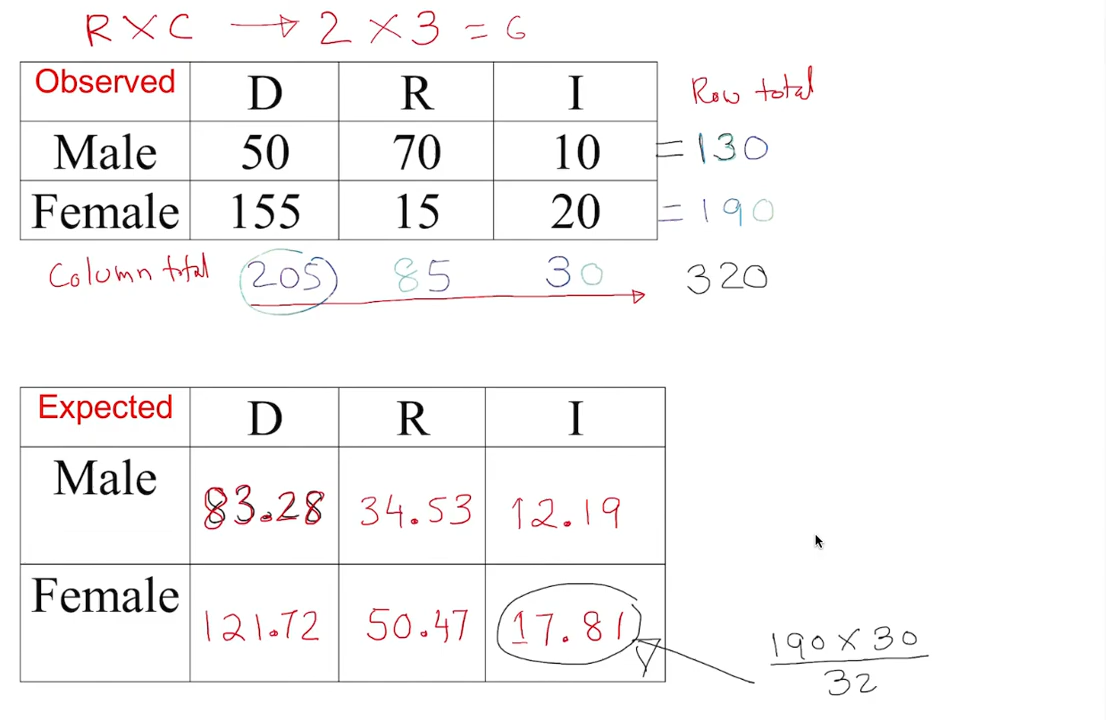 R X C → 2 X 3 = 6
Observed D R I Row total
Male 50 70 10 = 130
Female 155 15 20 = 190
Column total 205 85 30 320
Expected D R I
Male 83.28 34.53 12.19
Female 121.72 50.47 17.81
190 X 30
32